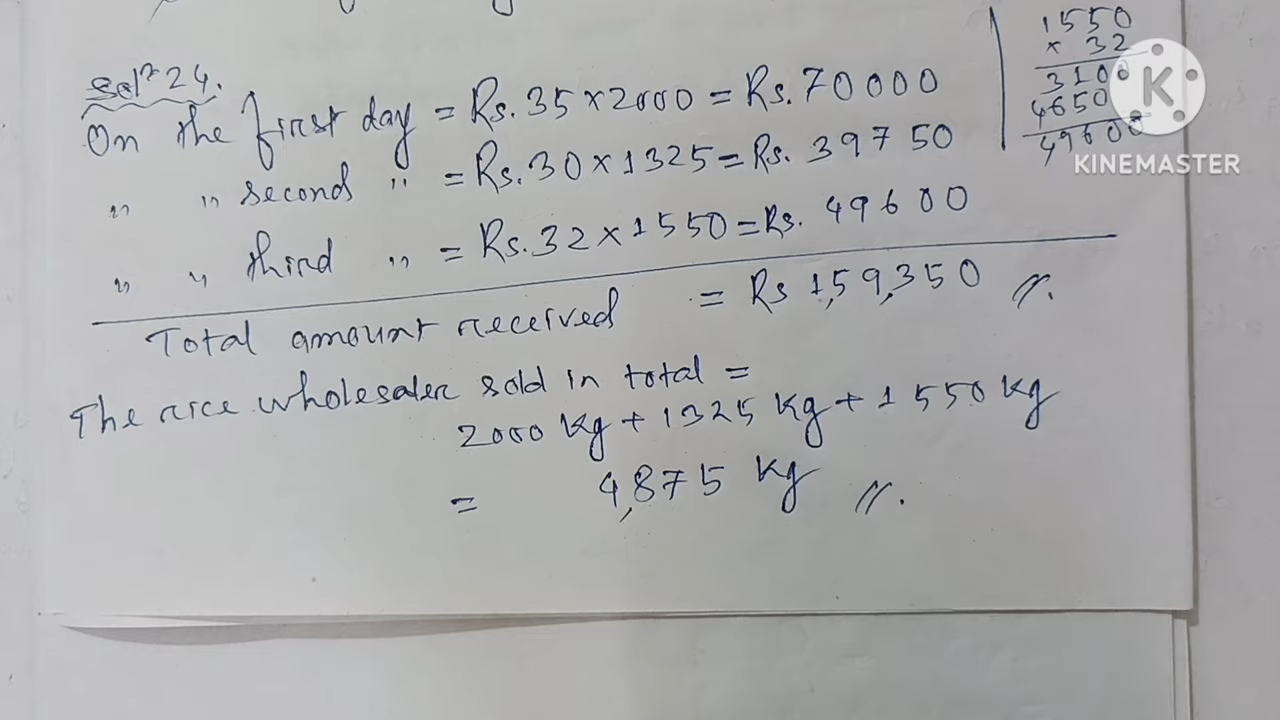 Solⁿ 24.
On the first day = Rs. 35 × 2000 = Rs. 70000
" " second " = Rs. 30 × 1325 = Rs. 39750
" " third " = Rs. 32 × 1550 = Rs. 49600
Total amount received = Rs 1,59,350 //.
The rice wholesaler sold in total =
2000 kg + 1325 kg + 1550 kg
= 4,875 kg //.
1550
× 32
3100
4650
49600
K
KINEMASTER